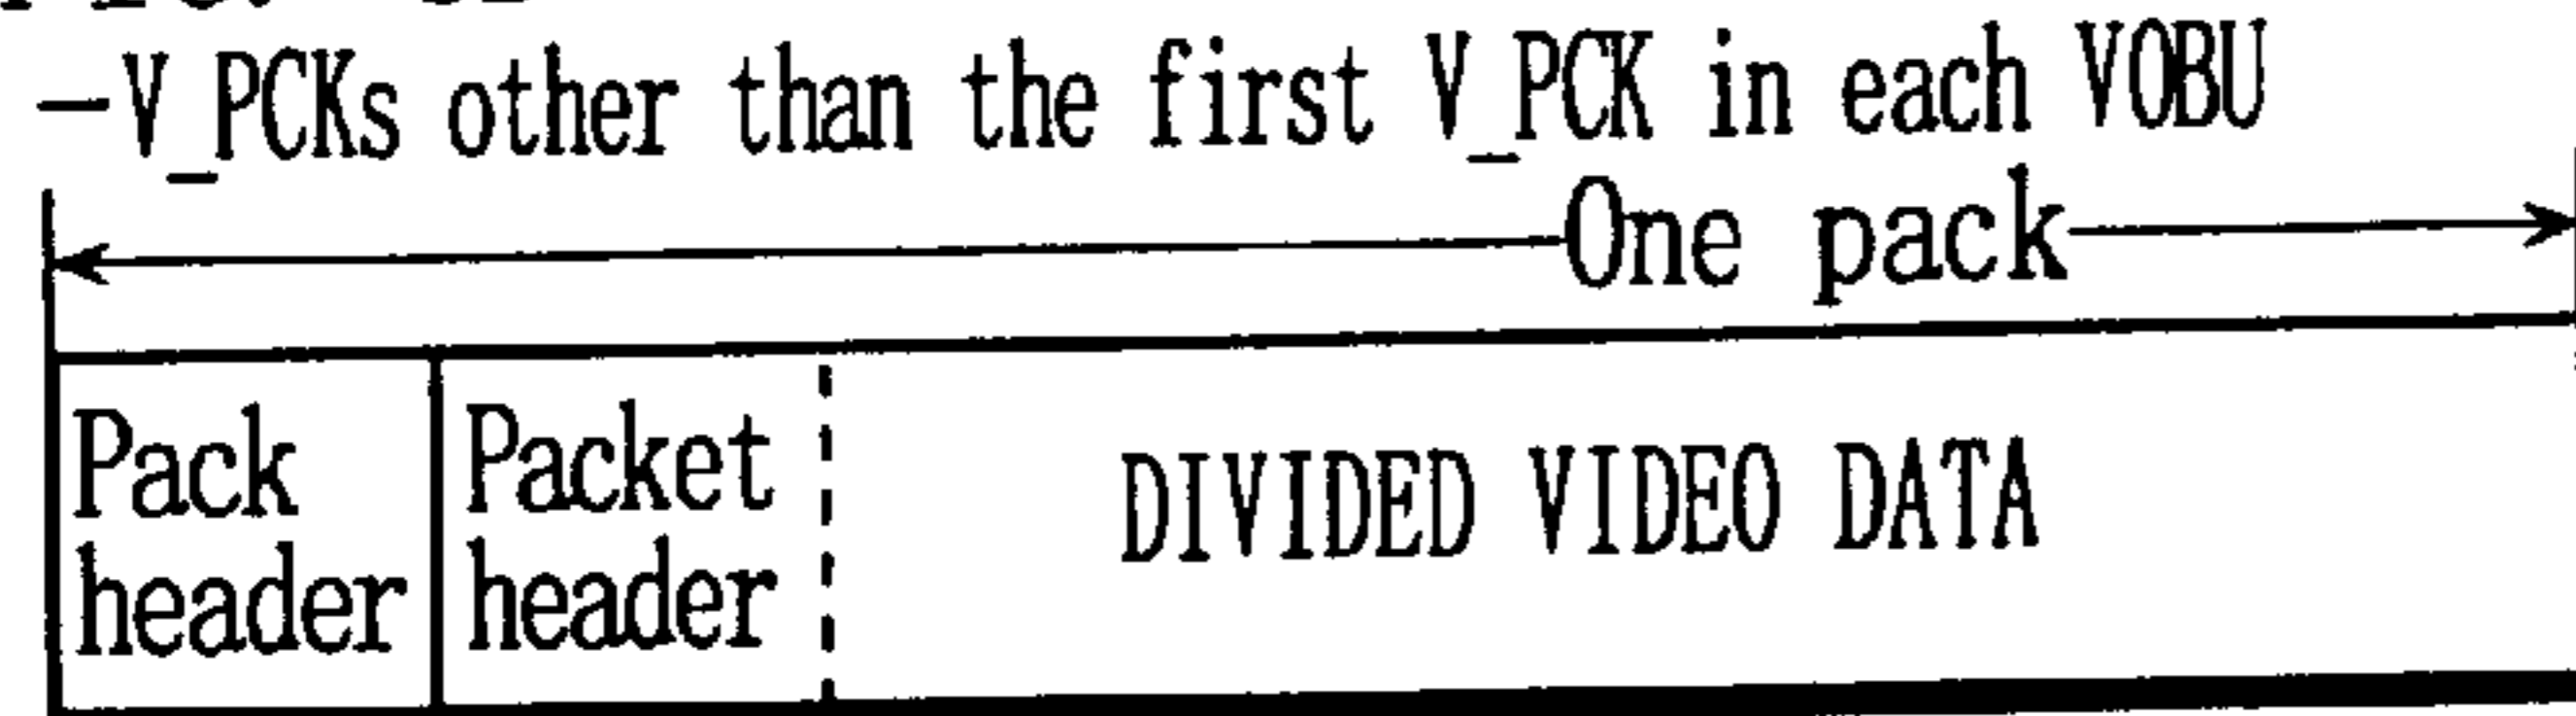 —V_PCKs other than the first V_PCK in each VOBU
One pack
Pack header
Packet header
DIVIDED VIDEO DATA